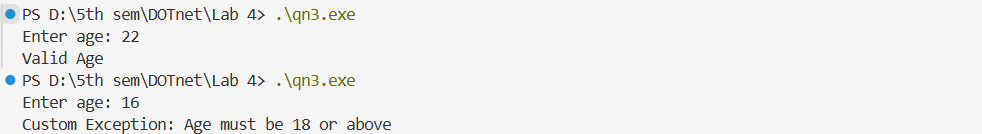 PS D:\5th sem\DOTnet\Lab 4> .\qn3.exe
Enter age: 22
Valid Age
PS D:\5th sem\DOTnet\Lab 4> .\qn3.exe
Enter age: 16
Custom Exception: Age must be 18 or above